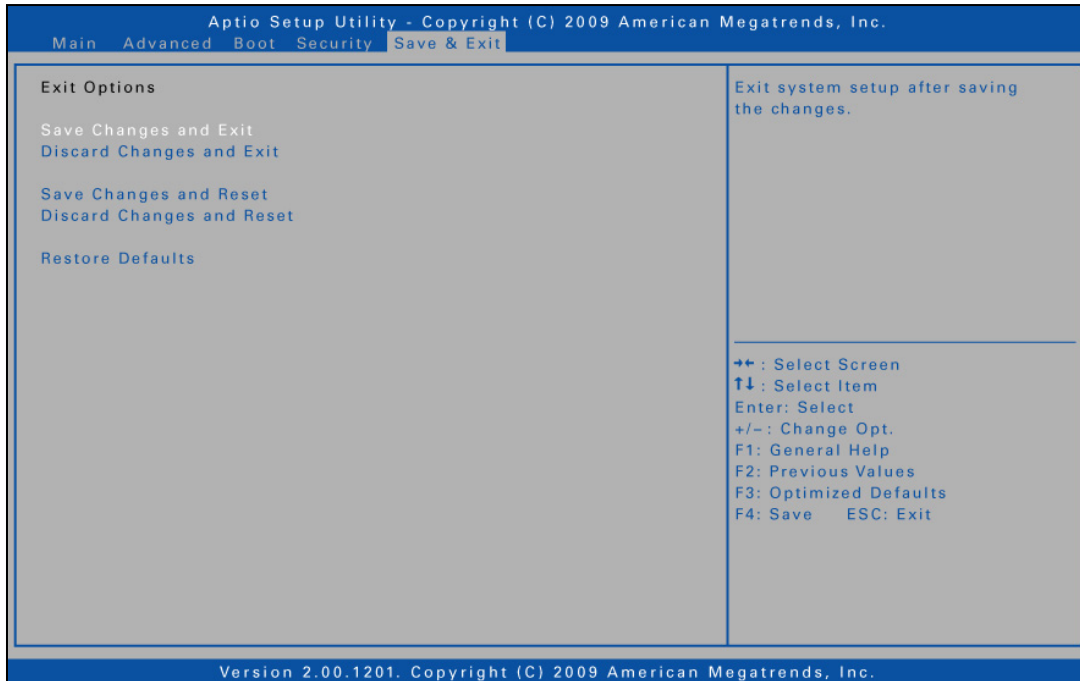 Aptio Setup Utility - Copyright (C) 2009 American Megatrends, Inc.
Main Advanced Boot Security Save & Exit
Exit Options
Save Changes and Exit
Discard Changes and Exit
Save Changes and Reset
Discard Changes and Reset
Restore Defaults
Exit system setup after saving
the changes.
→← : Select Screen
↑↓ : Select Item
Enter: Select
+/– : Change Opt.
F1: General Help
F2: Previous Values
F3: Optimized Defaults
F4: Save ESC: Exit
Version 2.00.1201. Copyright (C) 2009 American Megatrends, Inc.